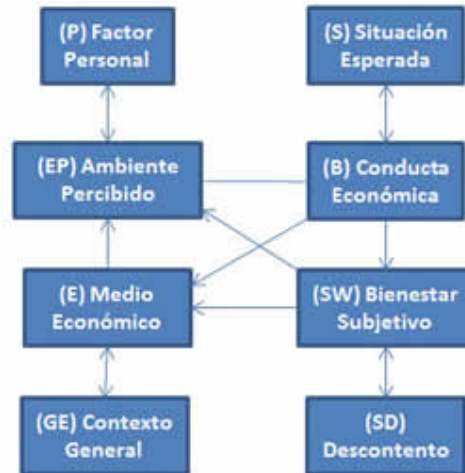 (P) Factor
Personal
(S) Situación
Esperada
(EP) Ambiente
Percibido
(B) Conducta
Económica
(E) Medio
Económico
(SW) Bienestar
Subjetivo
(GE) Contexto
General
(SD)
Descontento